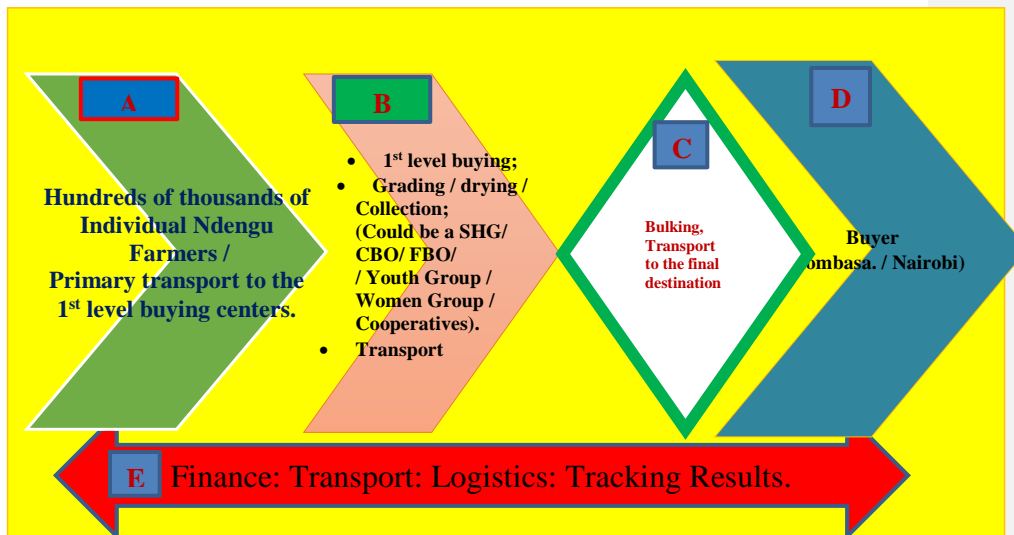 A
Hundreds of thousands of
Individual Ndengu
Farmers /
Primary transport to the
1st level buying centers.
B
• 1st level buying;
• Grading / drying /
Collection;
(Could be a SHG/
CBO/ FBO/
/ Youth Group /
Women Group /
Cooperatives).
• Transport
C
Bulking,
Transport
to the final
destination
D
Buyer
ombasa. / Nairobi)
E
Finance: Transport: Logistics: Tracking Results.